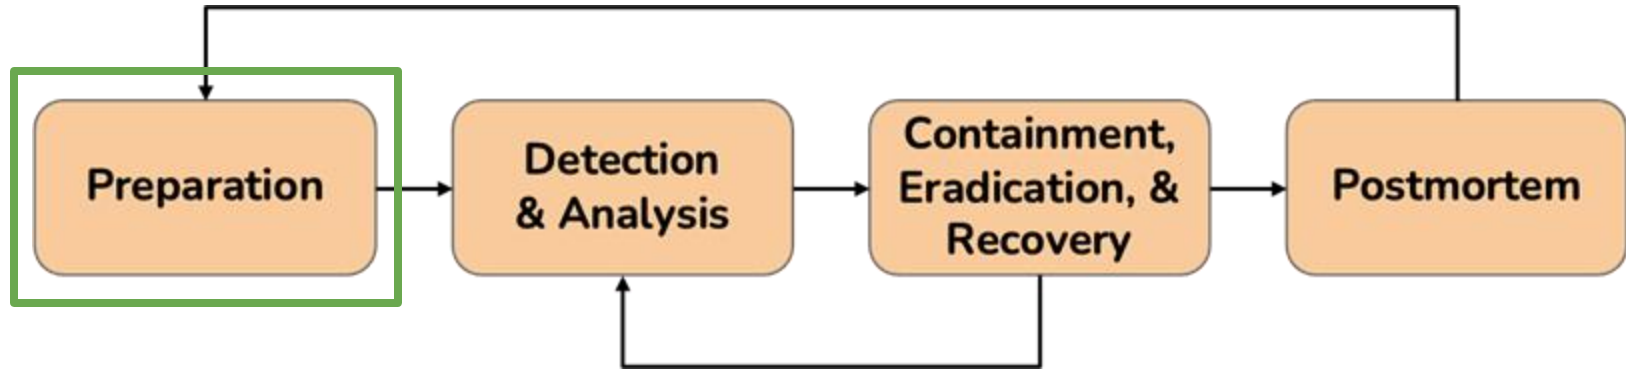 Preparation
Detection
& Analysis
Containment,
Eradication, &
Recovery
Postmortem